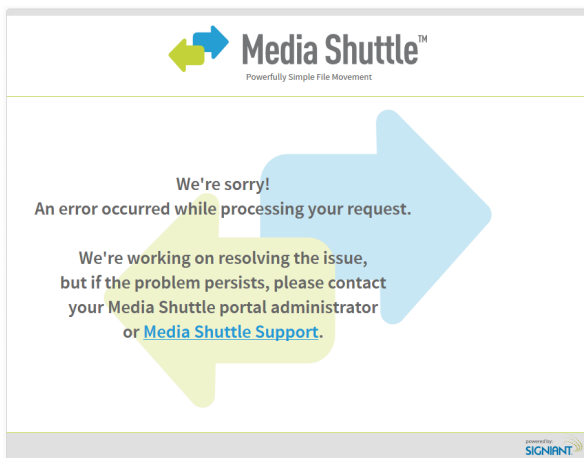 Media Shuttle™
Powerfully Simple File Movement
We're sorry!
An error occurred while processing your request.
We're working on resolving the issue,
but if the problem persists, please contact
your Media Shuttle portal administrator
or Media Shuttle Support.
powered by:
SIGNIANT